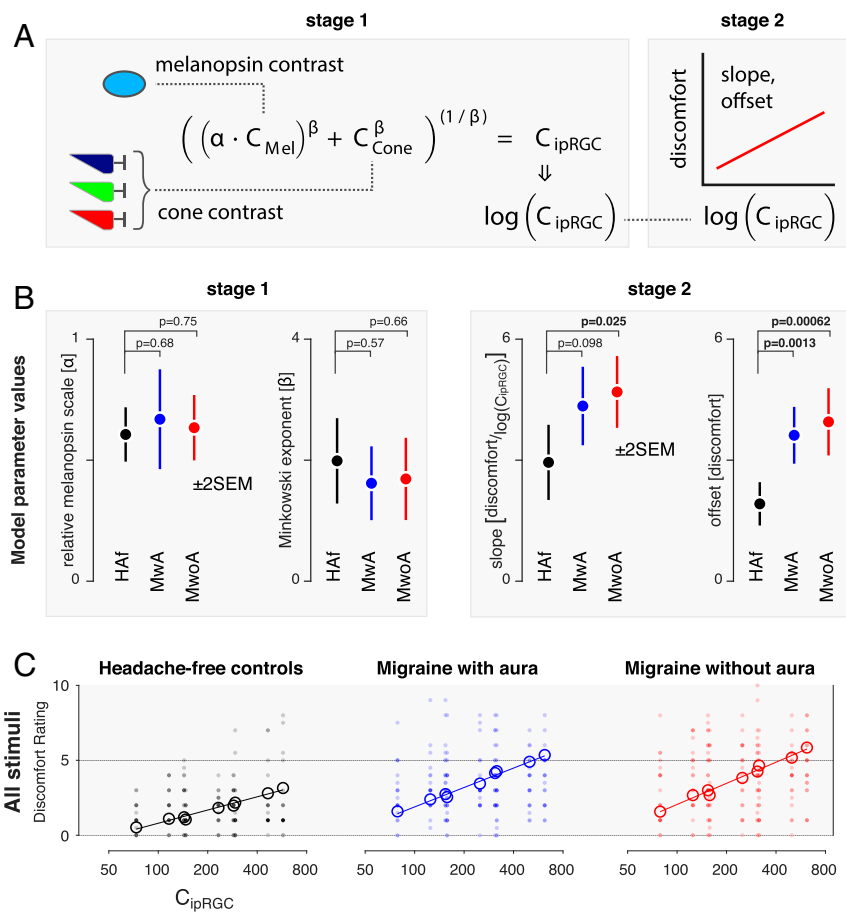 A
stage 1
stage 2
melanopsin contrast
((α · C_Mel)^β + C_Cone^β)^(1 / β) = C_ipRGC
⇓
cone contrast
log(C_ipRGC)
discomfort
slope,
offset
log(C_ipRGC)
B
stage 1
stage 2
Model parameter values
relative melanopsin scale [α]
1
0
p=0.75
p=0.68
±2SEM
HAf
MwA
MwoA
Minkowski exponent [β]
4
0
p=0.66
p=0.57
HAf
MwA
MwoA
slope [discomfort/log(CipRGC)]
6
0
p=0.025
p=0.098
±2SEM
HAf
MwA
MwoA
offset [discomfort]
6
0
p=0.00062
p=0.0013
HAf
MwA
MwoA
C
Headache-free controls
Migraine with aura
Migraine without aura
All stimuli
Discomfort Rating
10
5
0
50 100 200 400 800
50 100 200 400 800
50 100 200 400 800
C_ipRGC